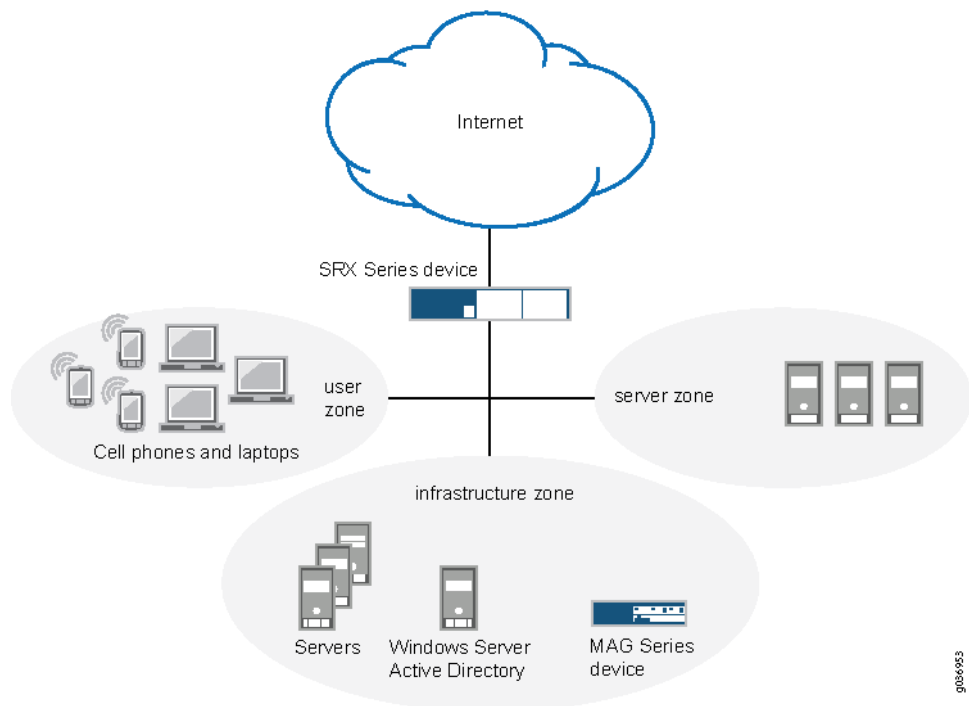 Internet
SRX Series device
user
zone
server zone
Cell phones and laptops
infrastructure zone
Servers
Windows Server
Active Directory
MAG Series
device
g036953